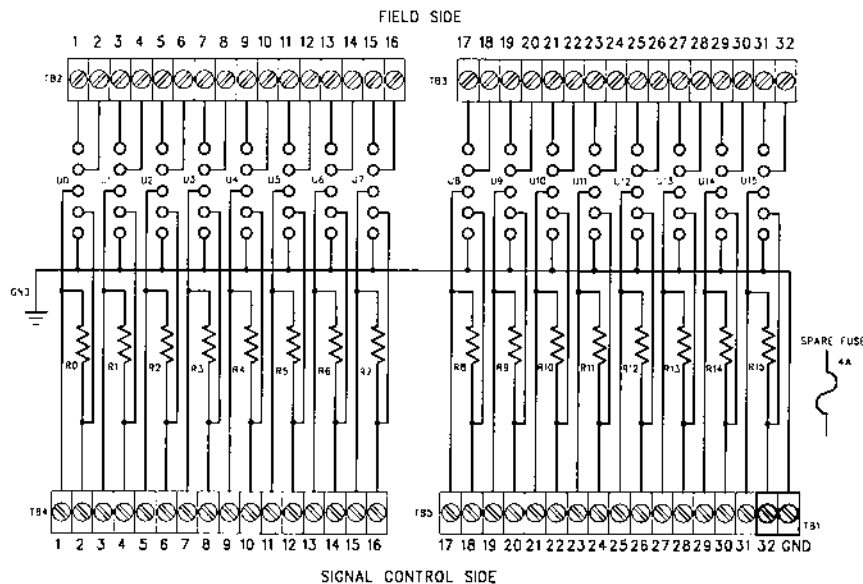 FIELD SIDE
1 2 3 4 5 6 7 8 9 10 11 12 13 14 15 16
17 18 19 20 21 22 23 24 25 26 27 28 29 30 31 32
TB2
TB3
U0 U1 U2 U3 U4 U5 U6 U7
U8 U9 U10 U11 U12 U13 U14 U15
GND
R0 R1 R2 R3 R4 R5 R6 R7
R8 R9 R10 R11 R12 R13 R14 R15
SPARE FUSE
4A
TB4
TB5
TB1
1 2 3 4 5 6 7 8 9 10 11 12 13 14 15 16
17 18 19 20 21 22 23 26 27 28 29 30 31 32 GND
SIGNAL CONTROL SIDE